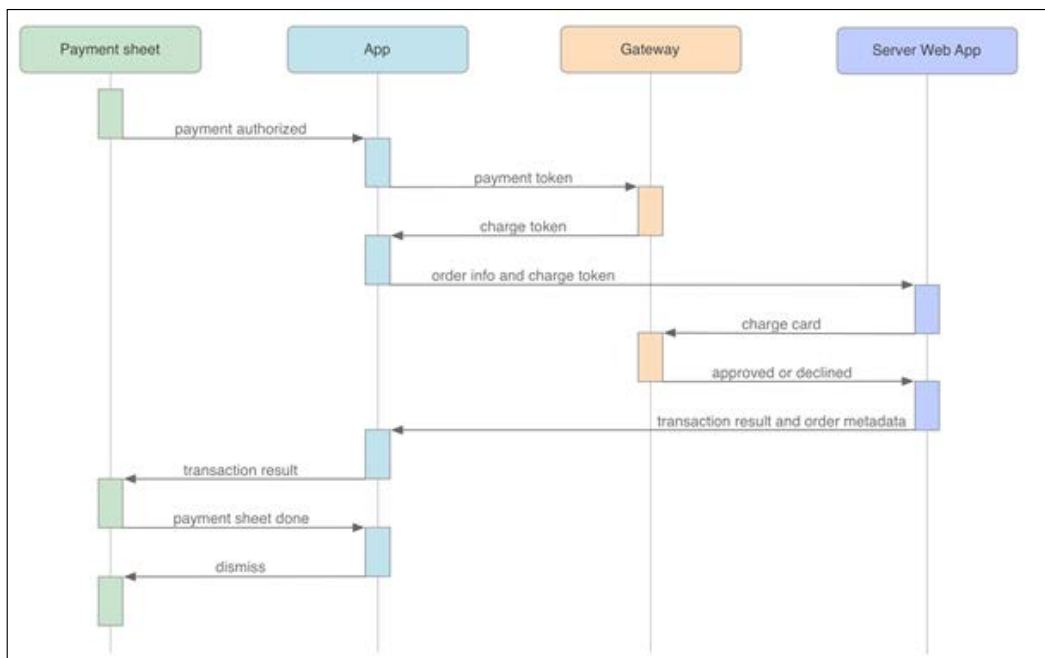 Payment sheet
App
Gateway
Server Web App
payment authorized
payment token
charge token
order info and charge token
charge card
approved or declined
transaction result and order metadata
transaction result
payment sheet done
dismiss